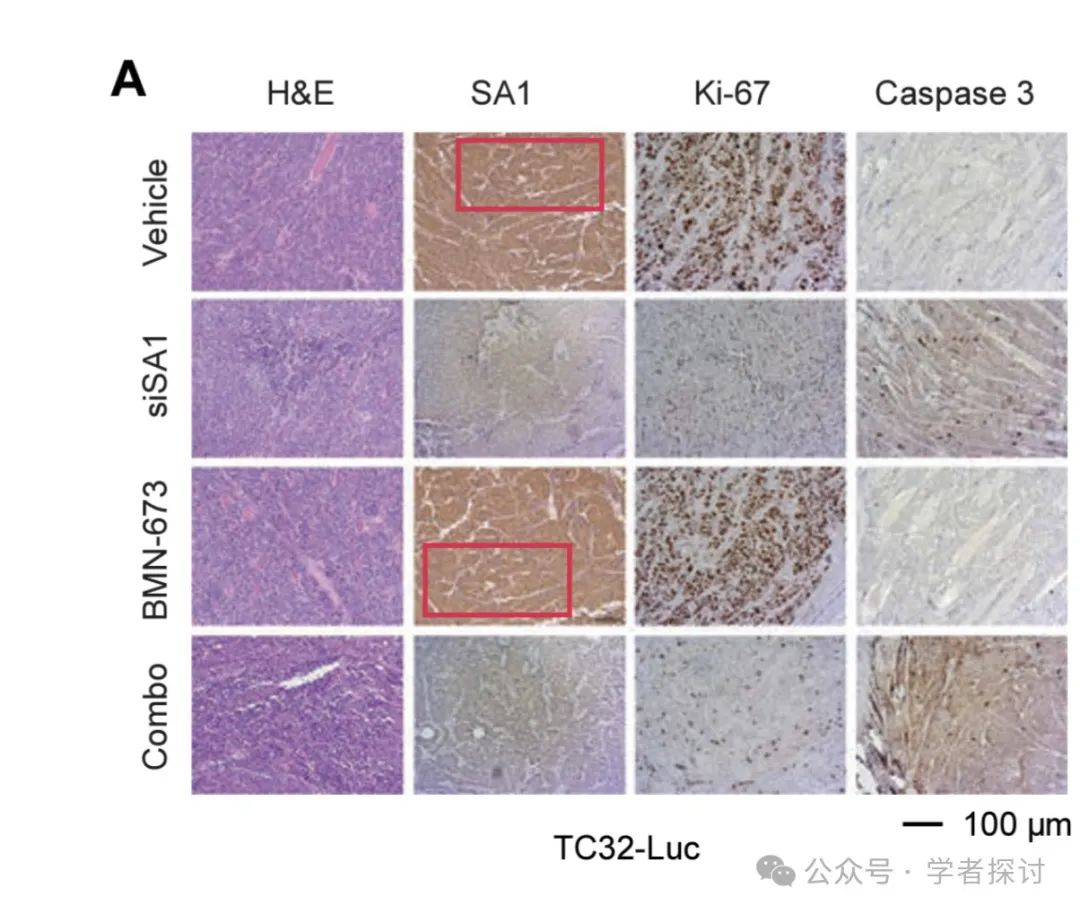 A
H&E SA1 Ki-67 Caspase 3
Vehicle
siSA1
BMN-673
Combo
100 µm
TC32-Luc
公众号 · 学者探讨